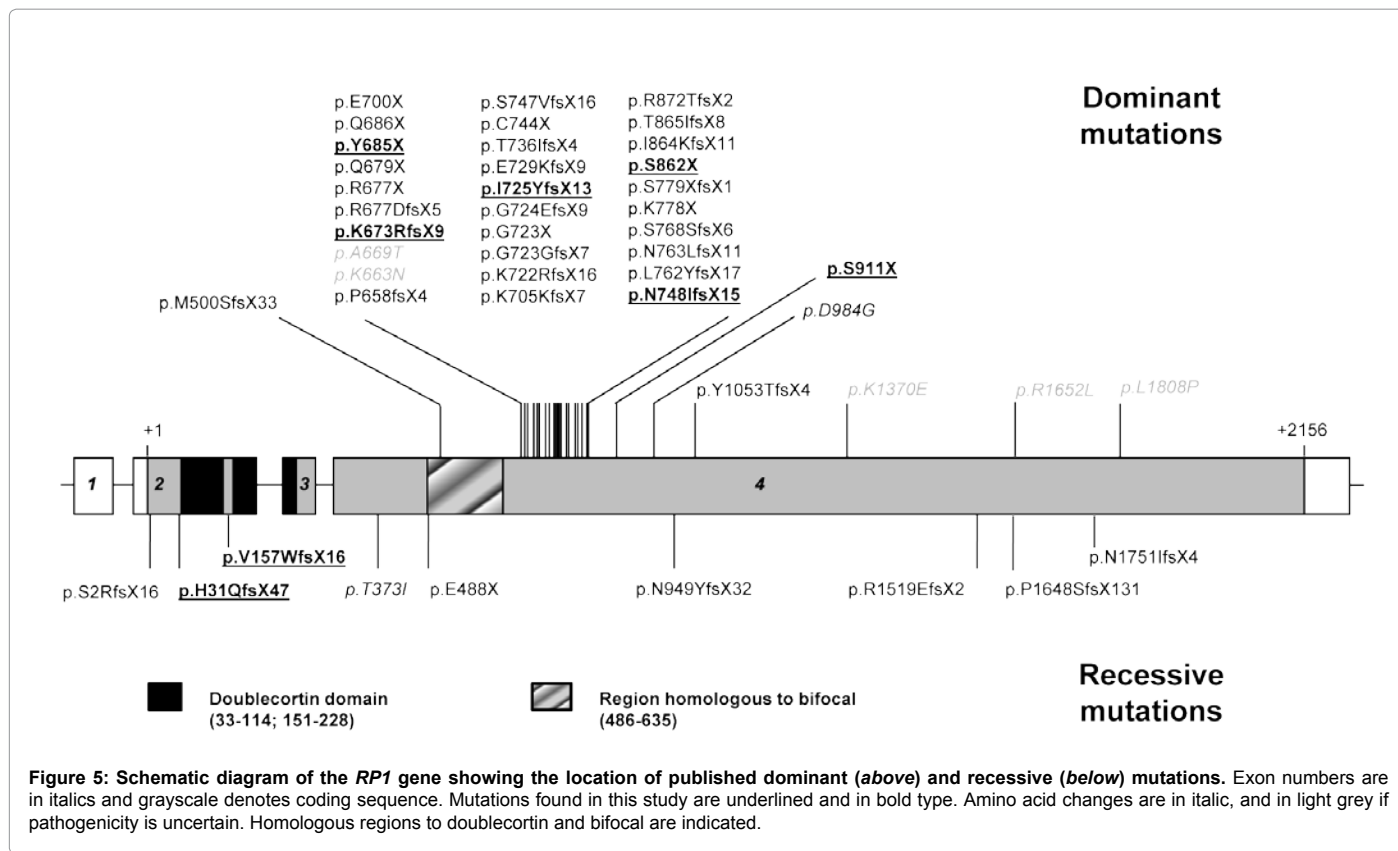 Dominant
mutations
p.E700X
p.Q686X
p.Y685X
p.Q679X
p.R677X
p.R677DfsX5
p.K673RfsX9
p.A669T
p.K663N
p.P658fsX4
p.S747VfsX16
p.C744X
p.T736IfsX4
p.E729KfsX9
p.I725YfsX13
p.G724EfsX9
p.G723X
p.G723GfsX7
p.K722RfsX16
p.K705KfsX7
p.R872TfsX2
p.T865IfsX8
p.I864KfsX11
p.S862X
p.S779XfsX1
p.K778X
p.S768SfsX6
p.N763LfsX11
p.L762YfsX17
p.N748IfsX15
p.S911X
p.M500SfsX33
p.D984G
p.Y1053TfsX4
p.K1370E
p.R1652L
p.L1808P
+1
+2156
1
2
3
4
p.V157WfsX16
p.N1751IfsX4
p.S2RfsX16
p.H31QfsX47
p.T373I
p.E488X
p.N949YfsX32
p.R1519EfsX2
p.P1648SfsX131
Recessive
mutations
Doublecortin domain
(33-114; 151-228)
Region homologous to bifocal
(486-635)
Figure 5: Schematic diagram of the RP1 gene showing the location of published dominant (above) and recessive (below) mutations. Exon numbers are
in italics and grayscale denotes coding sequence. Mutations found in this study are underlined and in bold type. Amino acid changes are in italic, and in light grey if
pathogenicity is uncertain. Homologous regions to doublecortin and bifocal are indicated.